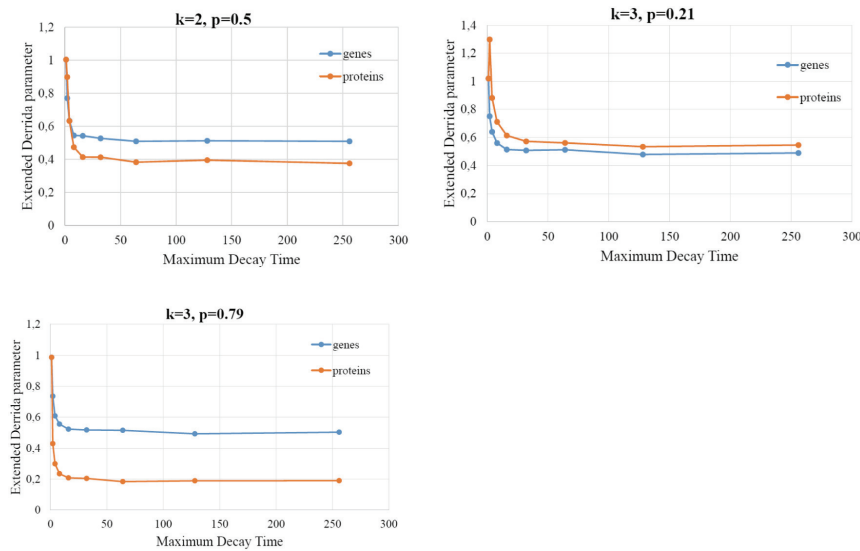 k=2, p=0.5
1,2
1
0,8
0,6
0,4
0,2
0
Extended Derrida parameter
genes
proteins
0 50 100 150 200 250 300
Maximum Decay Time
k=3, p=0.21
1,4
1,2
1
0,8
0,6
0,4
0,2
0
Extended Derrida parameter
genes
proteins
0 50 100 150 200 250 300
Maximum Decay Time
k=3, p=0.79
1,2
1
0,8
0,6
0,4
0,2
0
Extended Derrida parameter
genes
proteins
0 50 100 150 200 250 300
Maximum Decay Time